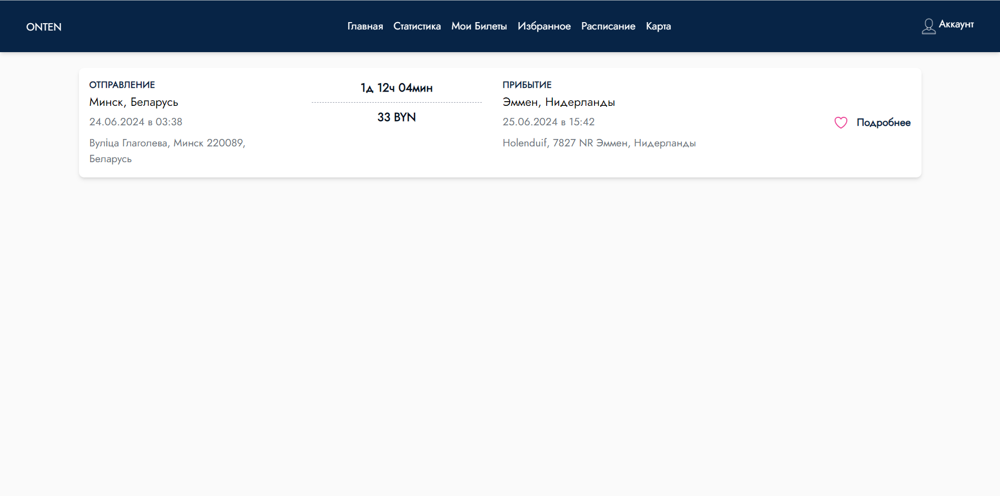 ONTEN
Главная Статистика Мои Билеты Избранное Расписание Карта
Аккаунт
ОТПРАВЛЕНИЕ
Минск, Беларусь
24.06.2024 в 03:38
Вуліца Глаголева, Минск 220089,
Беларусь
1д 12ч 04мин
33 BYN
ПРИБЫТИЕ
Эммен, Нидерланды
25.06.2024 в 15:42
Holenduif, 7827 NR Эммен, Нидерланды
Подробнее